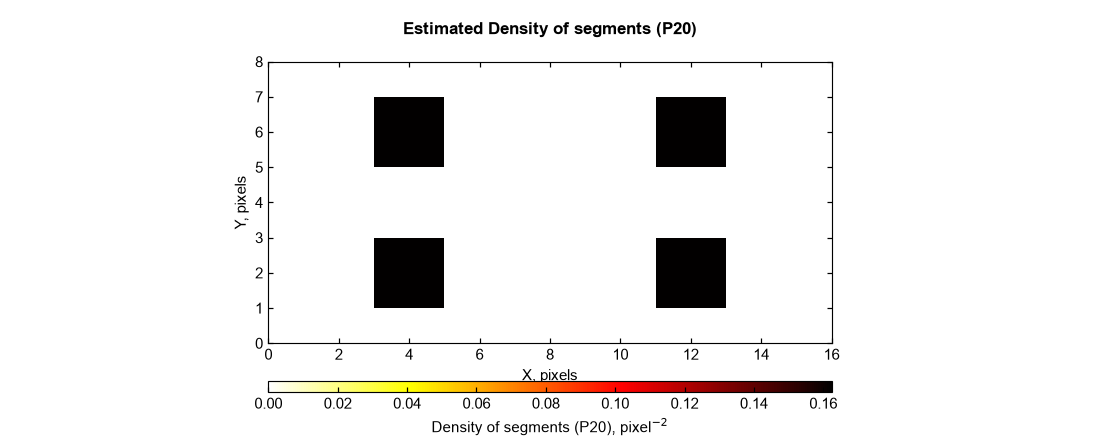 Estimated Density of segments (P20)
8
7
6
5
4
3
2
1
0
Y, pixels
0 2 4 6 8 10 12 14 16
X, pixels
0.00 0.02 0.04 0.06 0.08 0.10 0.12 0.14 0.16
Density of segments (P20), pixel⁻²